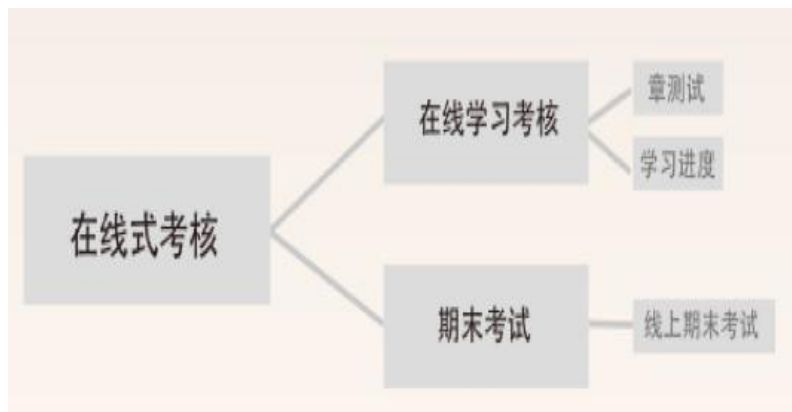 在线式考核
在线学习考核
章测试
学习进度
期末考试
线上期末考试